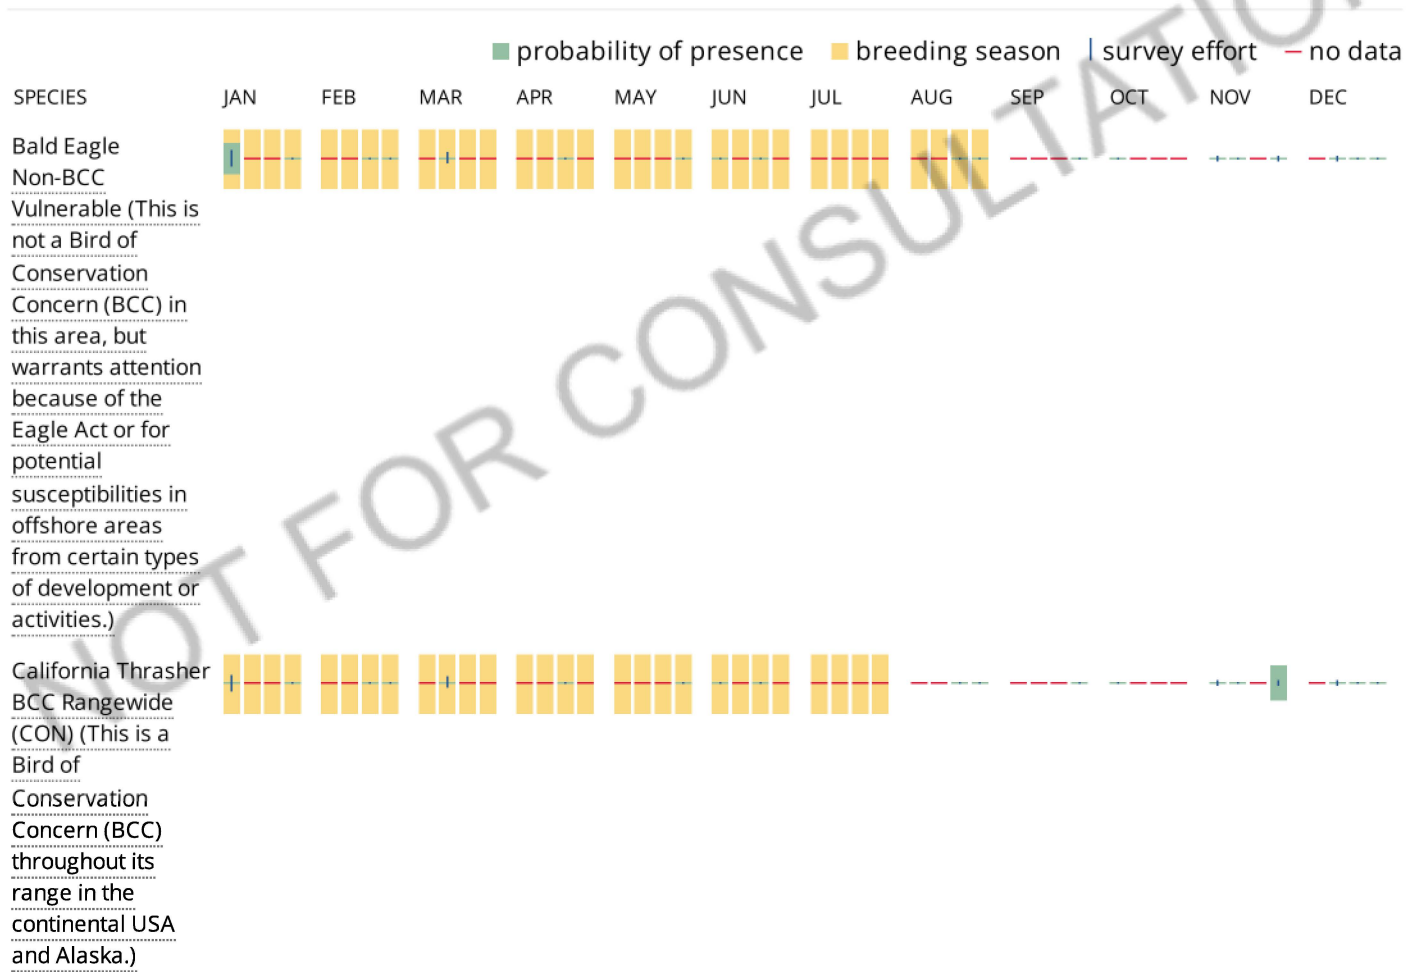 probability of presence breeding season survey effort no data
SPECIES JAN FEB MAR APR MAY JUN JUL AUG SEP OCT NOV DEC
Bald Eagle
Non-BCC
Vulnerable (This is
not a Bird of
Conservation
Concern (BCC) in
this area, but
warrants attention
because of the
Eagle Act or for
potential
susceptibilities in
offshore areas
from certain types
of development or
activities.)
California Thrasher
BCC Rangewide
(CON) (This is a
Bird of
Conservation
Concern (BCC)
throughout its
range in the
continental USA
and Alaska.)
NOT FOR CONSULTATION